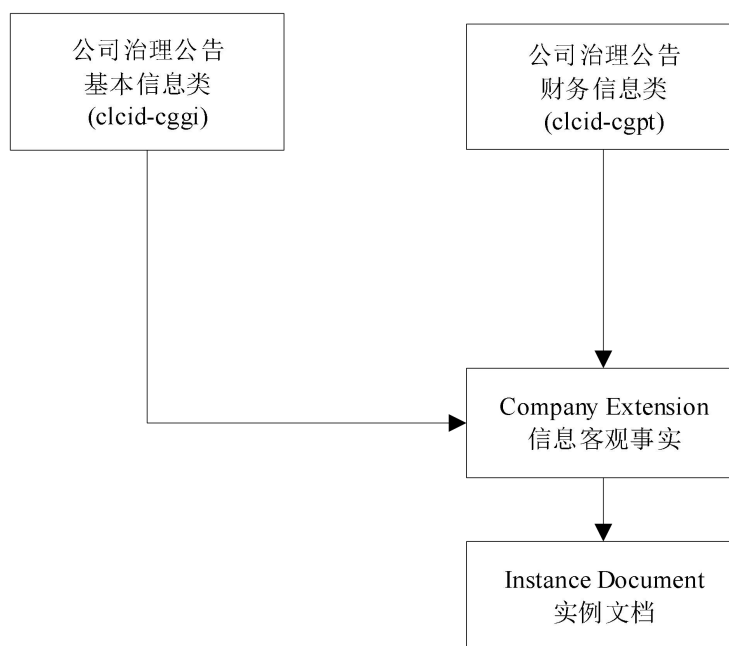 公司治理公告
基本信息类
(clcid-cggi)
公司治理公告
财务信息类
(clcid-cgpt)
Company Extension
信息客观事实
Instance Document
实例文档